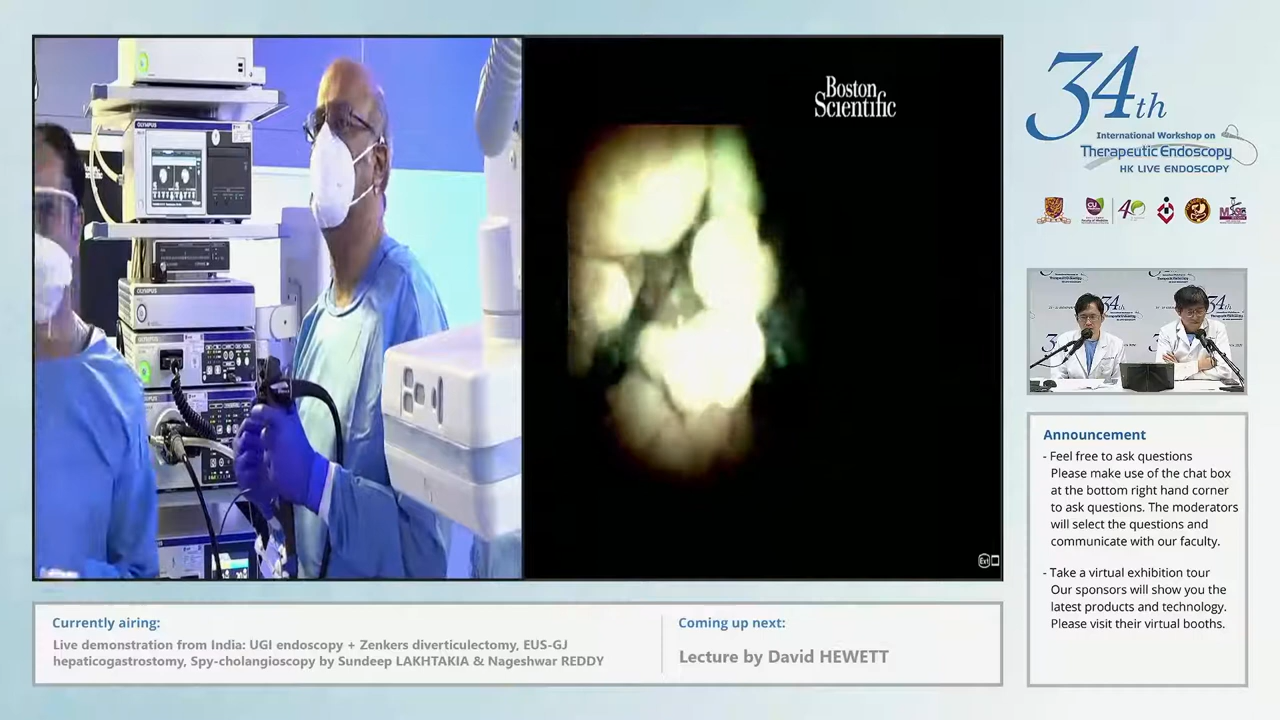 OLYMPUS
OLYMPUS
OLYMPUS
Boston
Scientific
Ext
34th
International Workshop on
Therapeutic Endoscopy
HK LIVE ENDOSCOPY
34th
34th
Announcement
- Feel free to ask questions
Please make use of the chat box
at the bottom right hand corner
to ask questions. The moderators
will select the questions and
communicate with our faculty.
- Take a virtual exhibition tour
Our sponsors will show you the
latest products and technology.
Please visit their virtual booths.
Currently airing:
Live demonstration from India: UGI endoscopy + Zenkers diverticulectomy, EUS-GJ
hepaticogastrostomy, Spy-cholangioscopy by Sundeep LAKHTAKIA & Nageshwar REDDY
Coming up next:
Lecture by David HEWETT